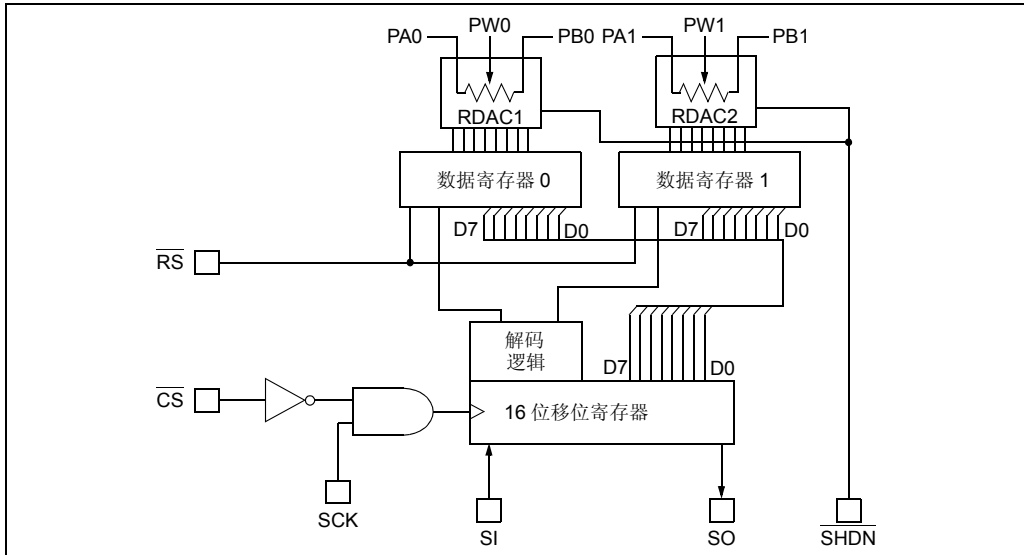 PW0
PA0
PB0
RDAC1
PW1
PA1
PB1
RDAC2
数据寄存器 0
数据寄存器 1
D7
D0
D7
D0
RS
解码
逻辑
D7
D0
CS
16 位移位寄存器
SCK
SI
SO
SHDN